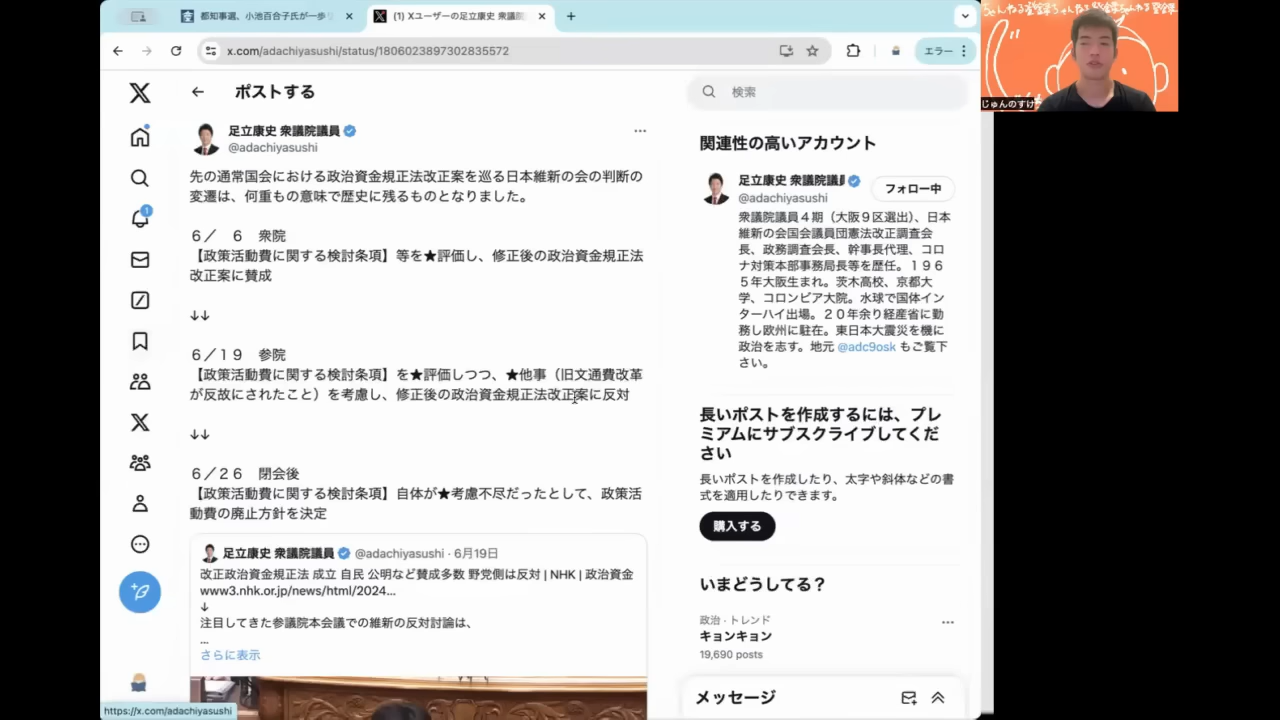 都知事選、小池百合子氏が一歩
(1) Xユーザーの足立康史 衆議院
x.com/adachiyasushi/status/1806023897302835572
エラー
ちゃんねる登録ちゃんねる登録ちゃんねる登録
じゅんのすけ
ポストする
検索
足立康史 衆議院議員
@adachiyasushi
先の通常国会における政治資金規正法改正案を巡る日本維新の会の判断の
変遷は、何重もの意味で歴史に残るものとなりました。
６／　６　衆院
【政策活動費に関する検討条項】等を★評価し、修正後の政治資金規正法
改正案に賛成
↓↓
６／１９　参院
【政策活動費に関する検討条項】を★評価しつつ、★他事（旧文通費改革
が反故にされたこと）を考慮し、修正後の政治資金規正法改正案に反対
↓↓
６／２６　閉会後
【政策活動費に関する検討条項】自体が★考慮不尽だったとして、政策活
動費の廃止方針を決定
足立康史 衆議院議員 @adachiyasushi · 6月19日
改正政治資金規正法 成立 自民 公明など賛成多数 野党側は反対 | NHK | 政治資金
www3.nhk.or.jp/news/html/2024…
↓
注目してきた参議院本会議での維新の反対討論は、
…
さらに表示
関連性の高いアカウント
足立康史 衆議院議員
@adachiyasushi
フォロー中
衆議院議員４期（大阪９区選出）、日本
維新の会国会議員団憲法改正調査会
長、政務調査会長、幹事長代理、コロ
ナ対策本部事務局長等を歴任。１９６
５年大阪生まれ。茨木高校、京都大
学、コロンビア大院。水球で国体イン
ターハイ出場。２０年余り経産省に勤
務し欧州に駐在。東日本大震災を機に
政治を志す。地元 @adc9osk もご覧下
さい。
長いポストを作成するには、プレ
ミアムにサブスクライブしてくだ
さい
長いポストを作成したり、太字や斜体などの書
式を適用したりできます。
購入する
いまどうしてる？
政治 · トレンド
キョンキョン
19,690 posts
メッセージ
https://x.com/adachiyasushi